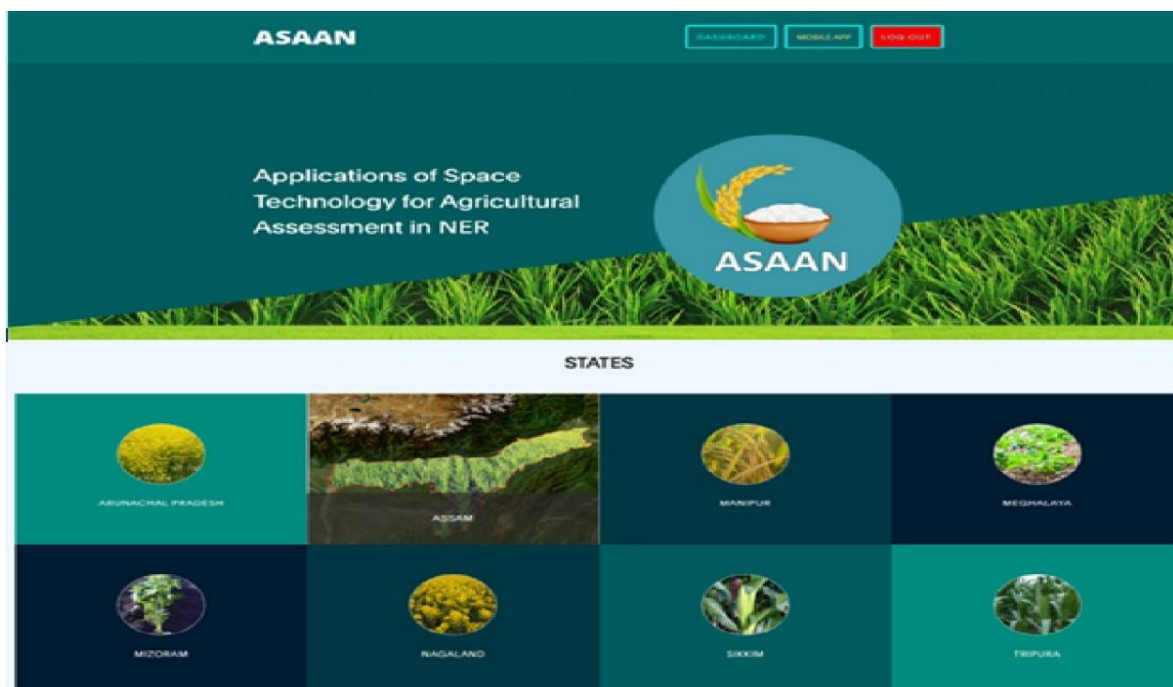 ASAAN
DASHBOARD
MOBILE APP
LOG OUT
Applications of Space
Technology for Agricultural
Assessment in NER
ASAAN
STATES
ARUNACHAL PRADESH
ASSAM
MANIPUR
MEGHALAYA
MIZORAM
NAGALAND
SIKKIM
TRIPURA